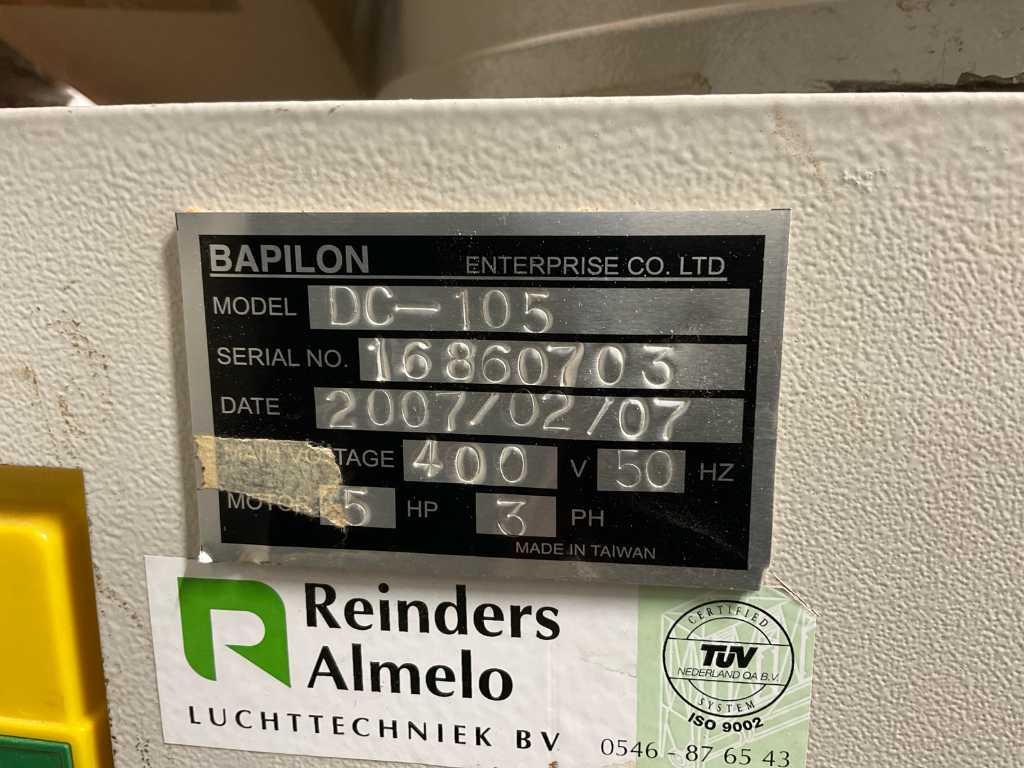 BAPILON ENTERPRISE CO. LTD
MODEL DC-105
SERIAL NO. 16860703
DATE 2007/02/07
MAIN VOLTAGE 400 V 50 HZ
MOTOR 5 HP 3 PH
MADE IN TAIWAN
R
Reinders
Almelo
LUCHTTECHNIEK BV
CERTIFIED
TÜV
NEDERLAND QA B.V.
SYSTEM
ISO 9002
0546 - 87 65 43